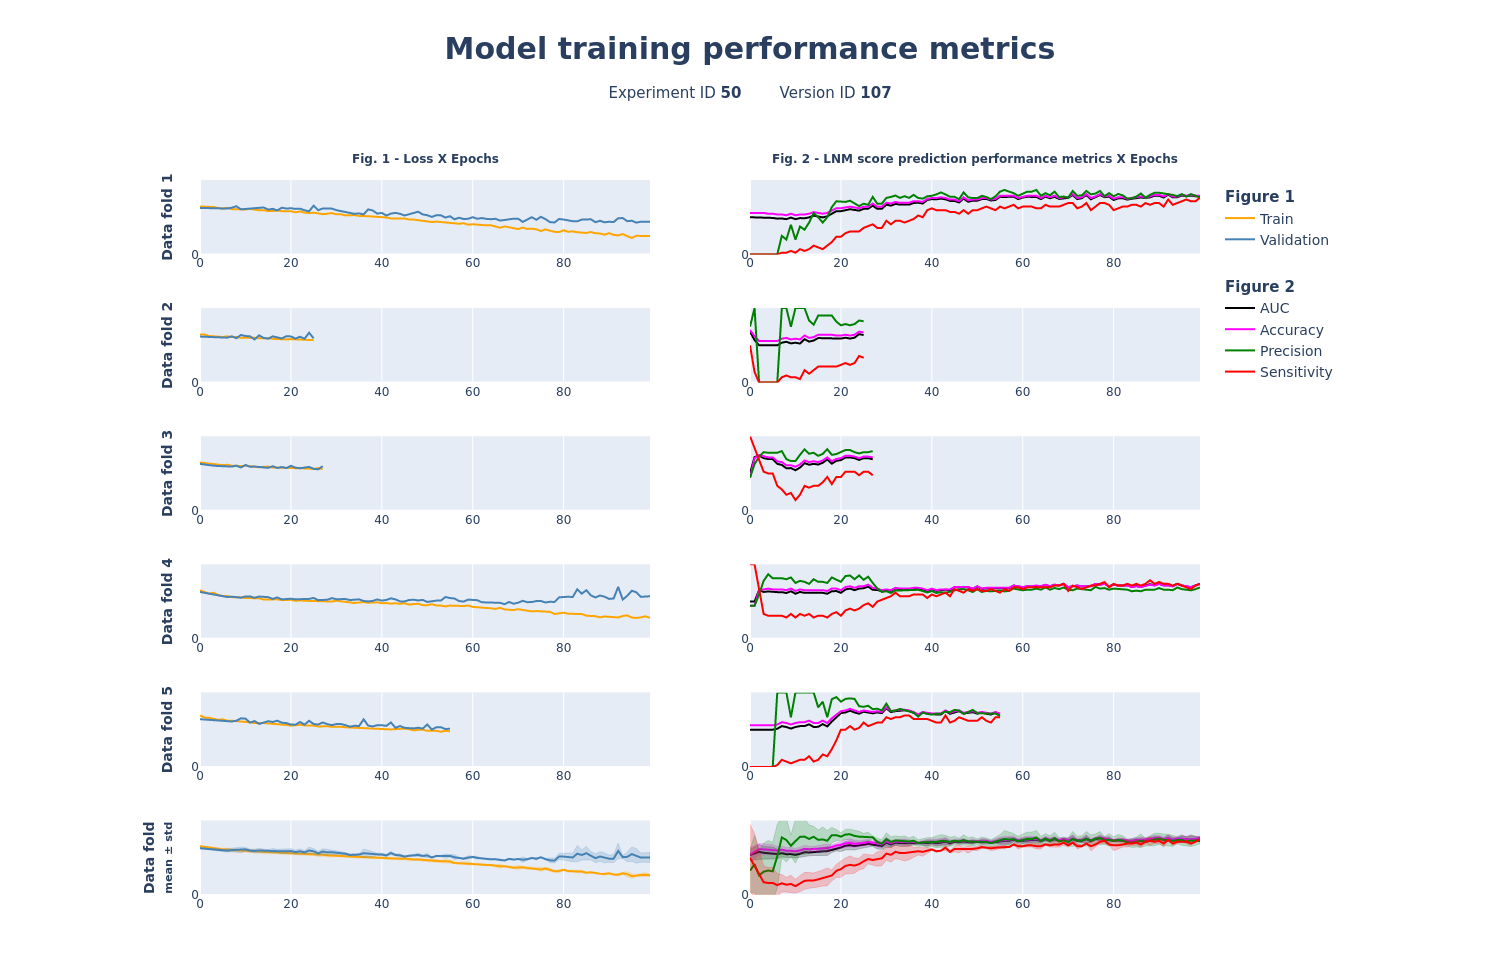 Model training performance metrics
Experiment ID 50 Version ID 107
Fig. 1 - Loss X Epochs
Fig. 2 - LNM score prediction performance metrics X Epochs
Data fold 1
0
0 20 40 60 80
0
0 20 40 60 80
Figure 1
Train
Validation
Figure 2
AUC
Accuracy
Precision
Sensitivity
Data fold 2
0
0 20 40 60 80
0
0 20 40 60 80
Data fold 3
0
0 20 40 60 80
0
0 20 40 60 80
Data fold 4
0
0 20 40 60 80
0
0 20 40 60 80
Data fold 5
0
0 20 40 60 80
0
0 20 40 60 80
Data fold
mean ± std
0
0 20 40 60 80
0
0 20 40 60 80